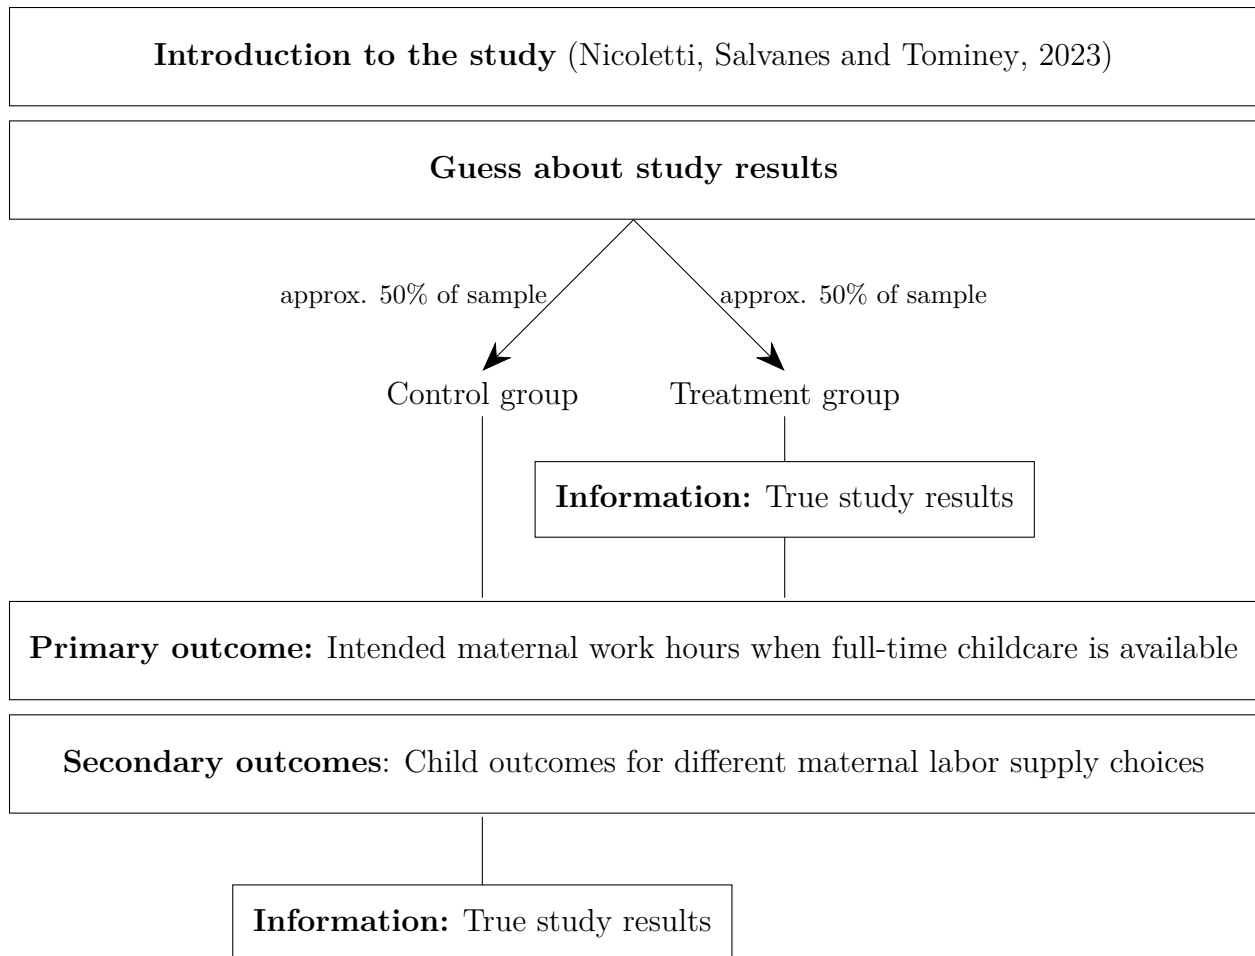 Introduction to the study (Nicoletti, Salvanes and Tominey, 2023)
Guess about study results
approx. 50% of sample
approx. 50% of sample
Control group
Treatment group
Information: True study results
Primary outcome: Intended maternal work hours when full-time childcare is available
Secondary outcomes: Child outcomes for different maternal labor supply choices
Information: True study results